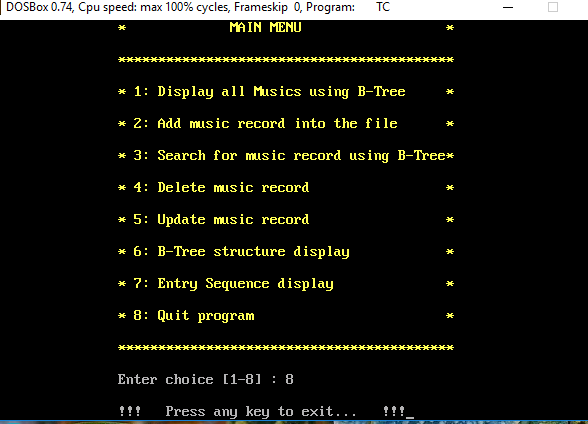 DOSBox 0.74, Cpu speed: max 100% cycles, Frameskip 0, Program: TC
* MAIN MENU *
******************************************
* 1: Display all Musics using B-Tree *
* 2: Add music record into the file *
* 3: Search for music record using B-Tree*
* 4: Delete music record *
* 5: Update music record *
* 6: B-Tree structure display *
* 7: Entry Sequence display *
* 8: Quit program *
******************************************
Enter choice [1-8] : 8
!!! Press any key to exit... !!!_